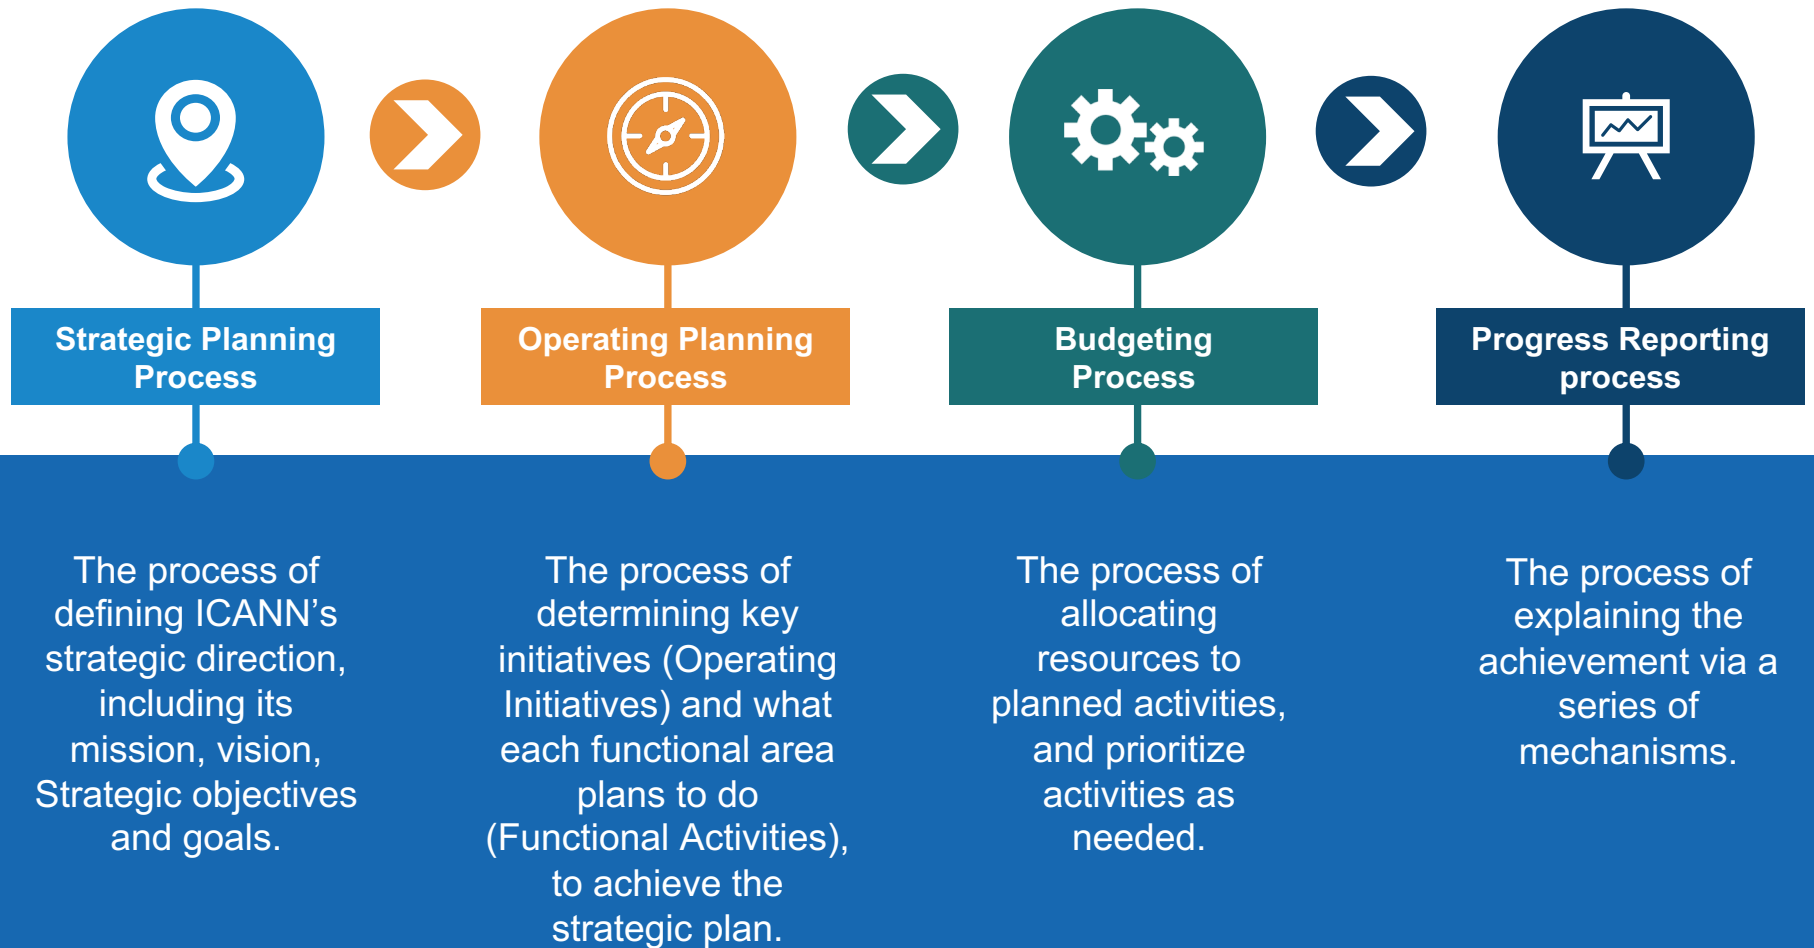 Strategic Planning
Process
Operating Planning
Process
Budgeting
Process
Progress Reporting
process
The process of
defining ICANN’s
strategic direction,
including its
mission, vision,
Strategic objectives
and goals.
The process of
determining key
initiatives (Operating
Initiatives) and what
each functional area
plans to do
(Functional Activities),
to achieve the
strategic plan.
The process of
allocating
resources to
planned activities,
and prioritize
activities as
needed.
The process of
explaining the
achievement via a
series of
mechanisms.